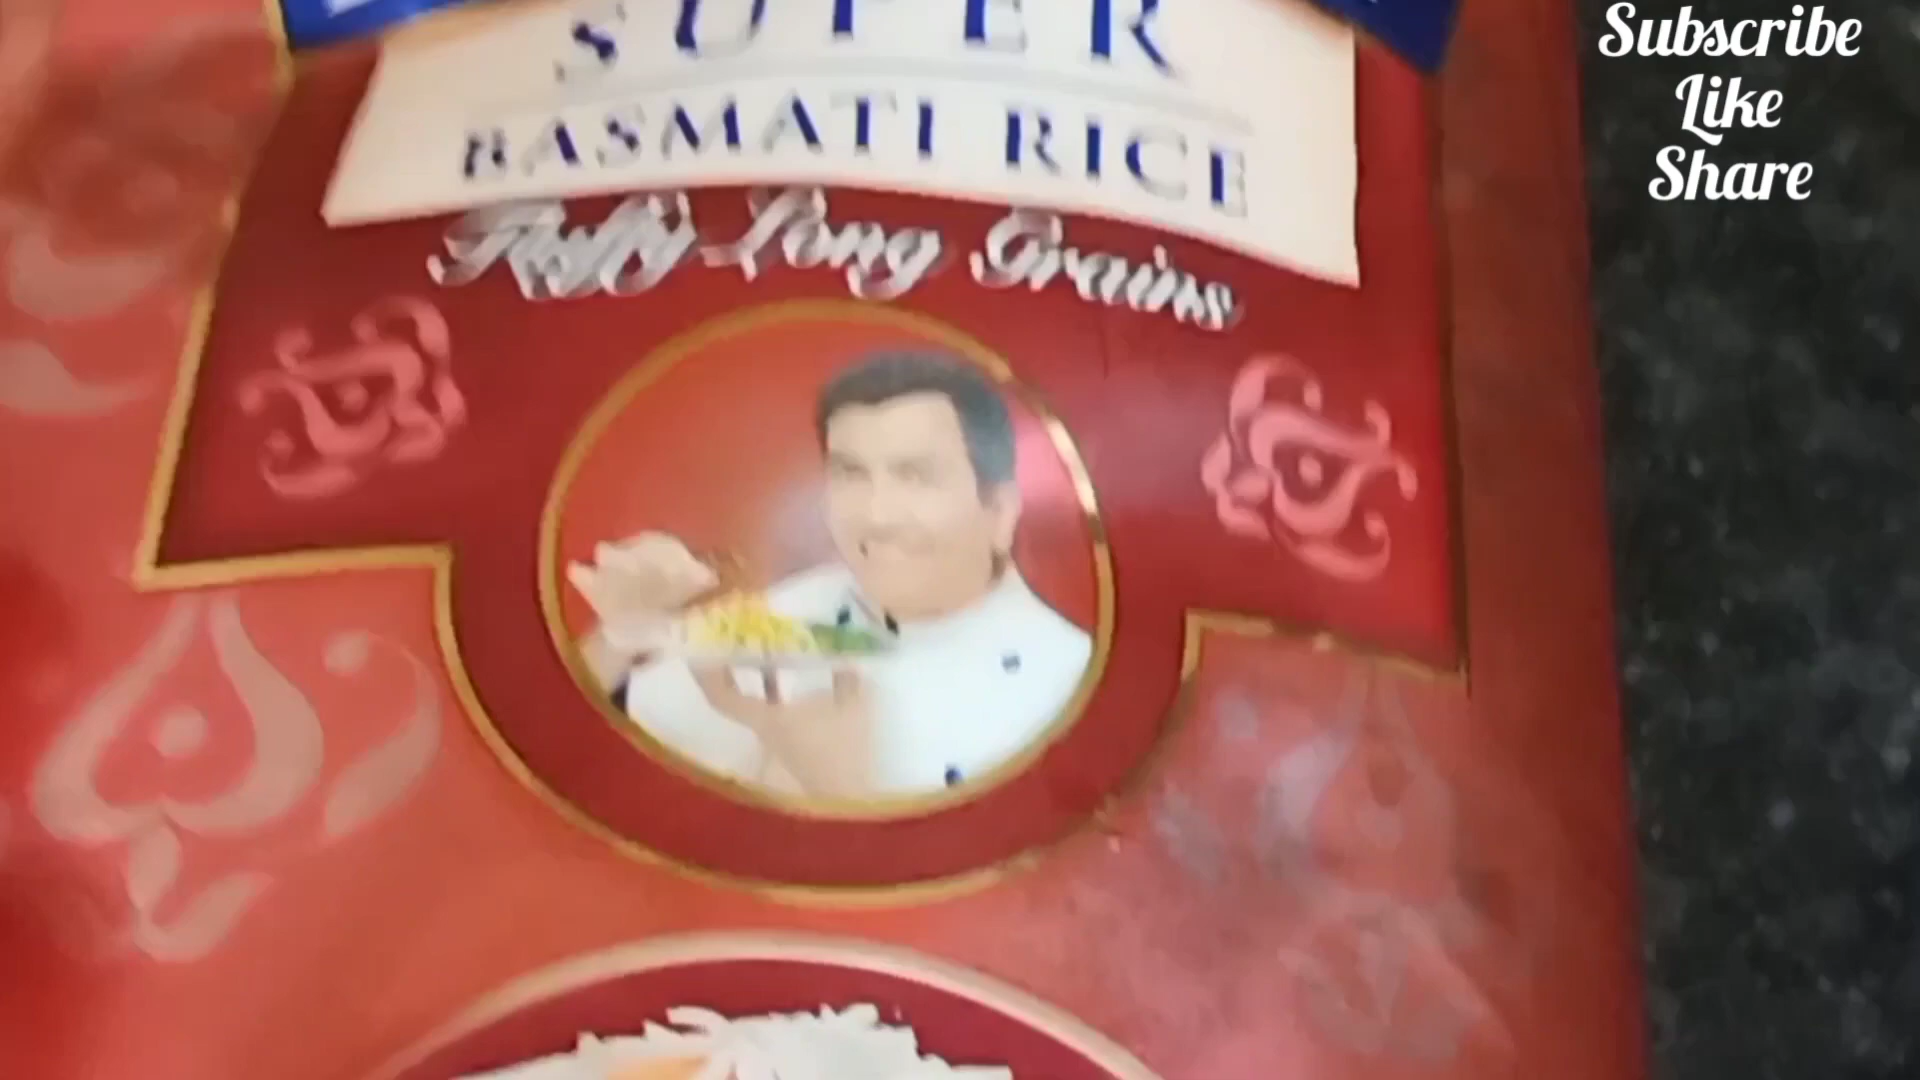 SUPER
BASMATI RICE
Fluffy Long Grains
Subscribe
Like
Share